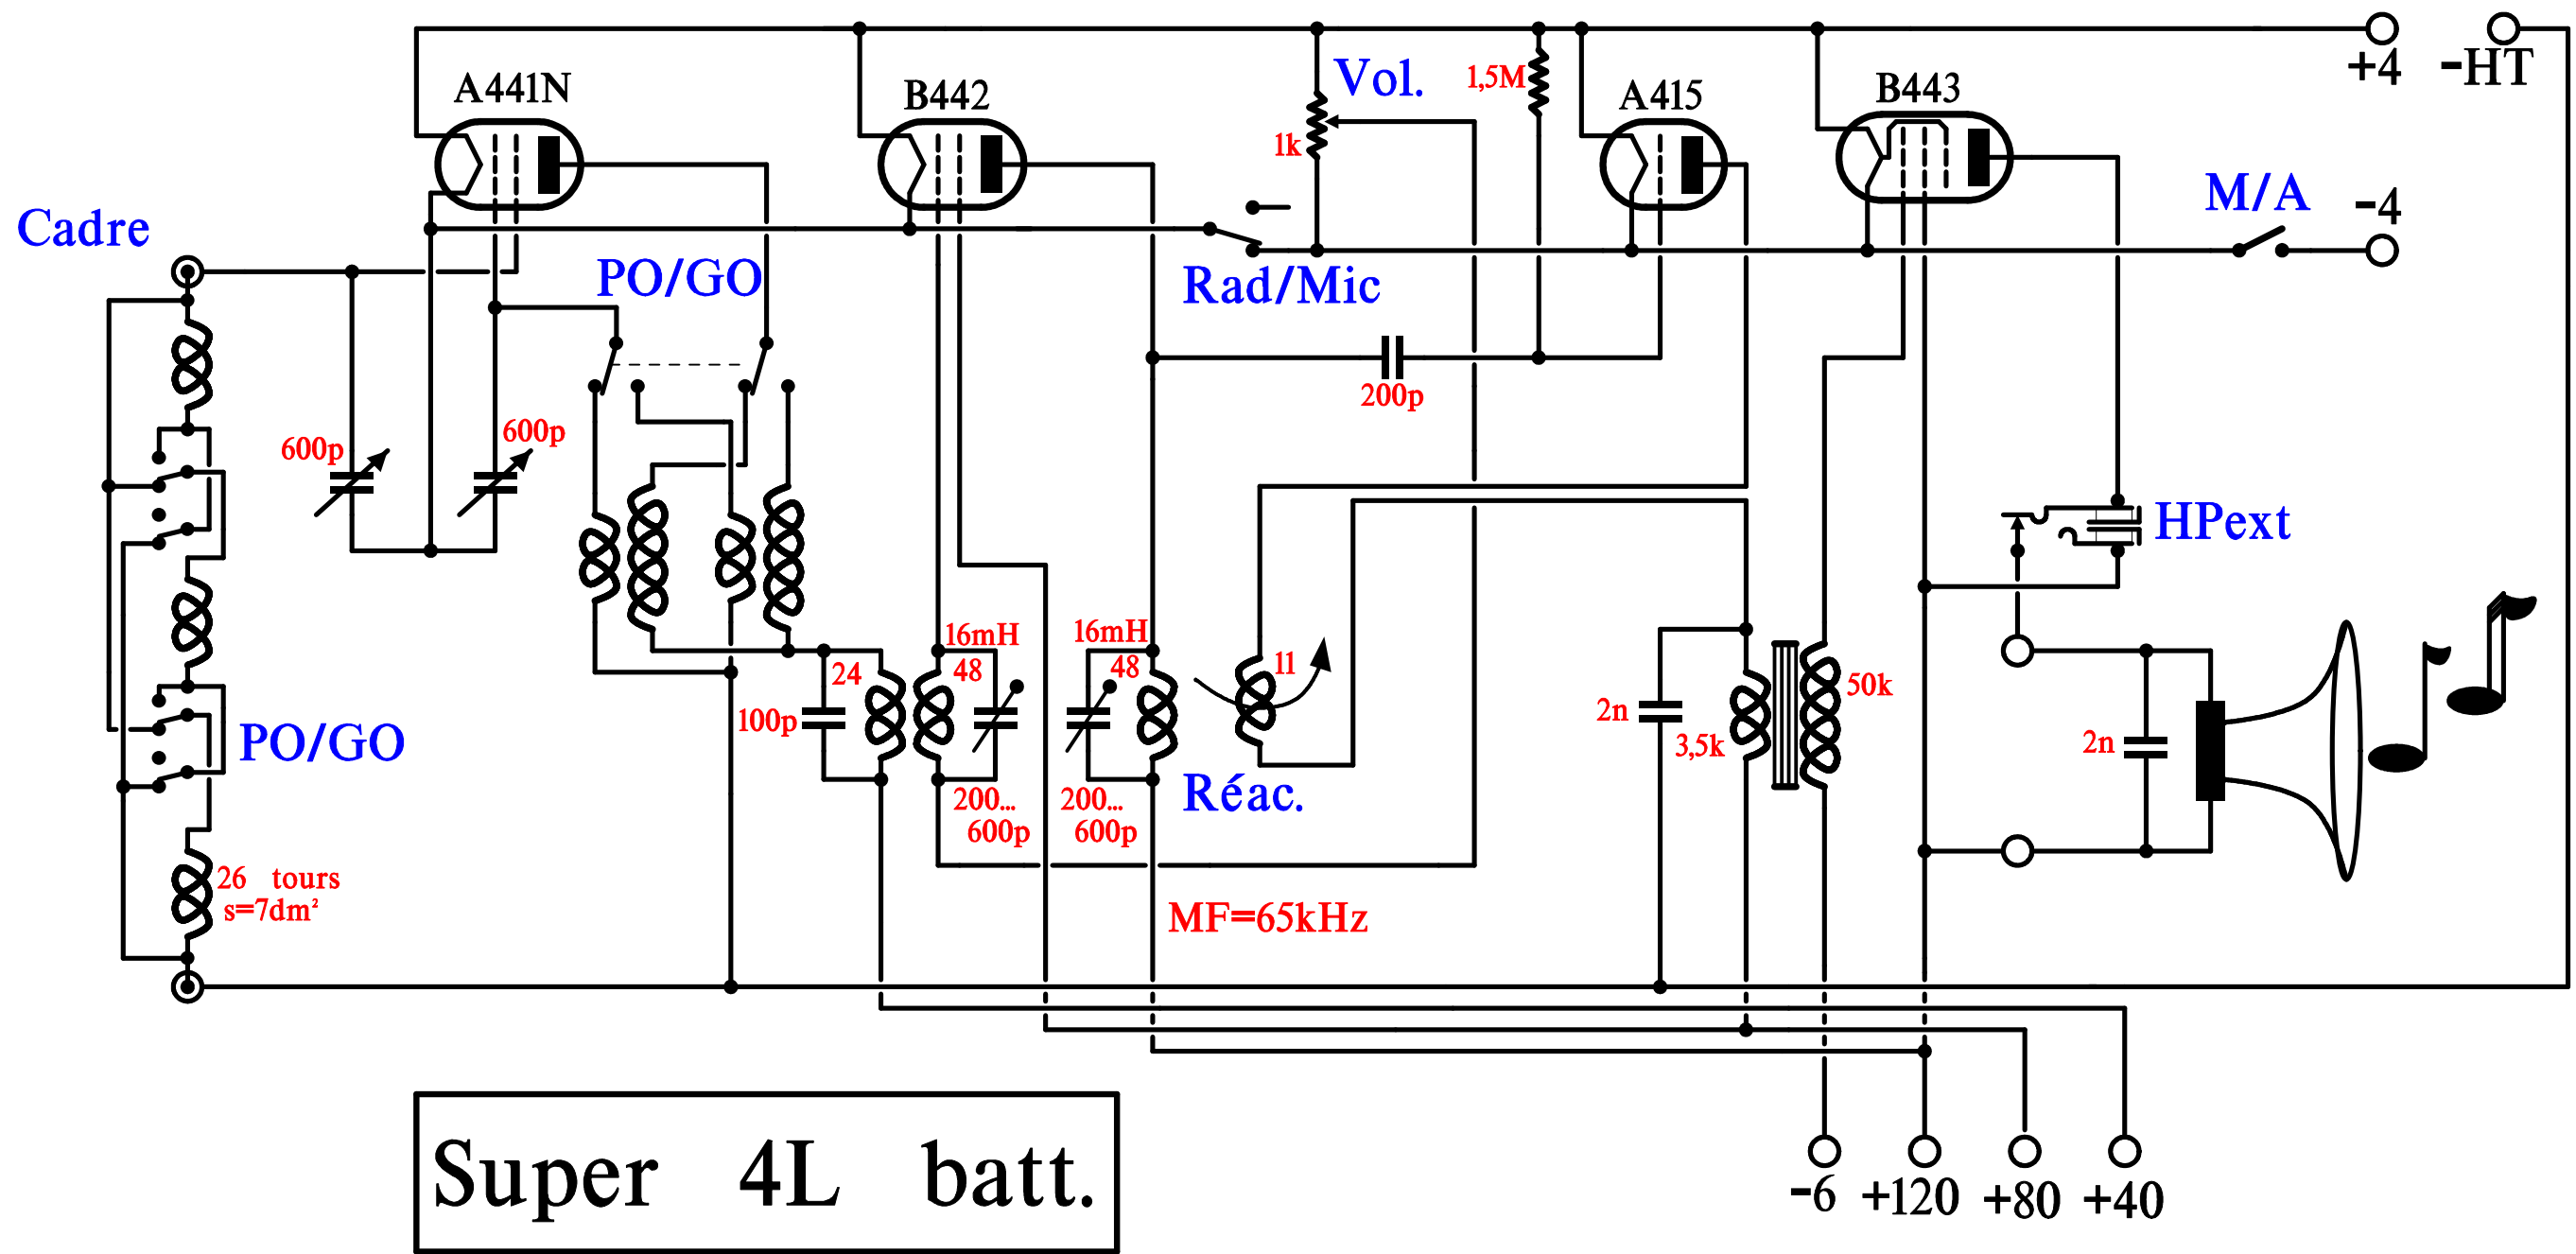 +4
-HT
A441N
B442
Vol.
1,5M
A415
B443
1k
M/A
-4
Cadre
PO/GO
Rad/Mic
200p
600p
600p
HPext
16mH
16mH
24
48
48
11
50k
100p
2n
3,5k
2n
PO/GO
200...
600p
200...
600p
Réac.
26 tours
s=7dm²
MF=65kHz
Super 4L batt.
-6
+120
+80
+40